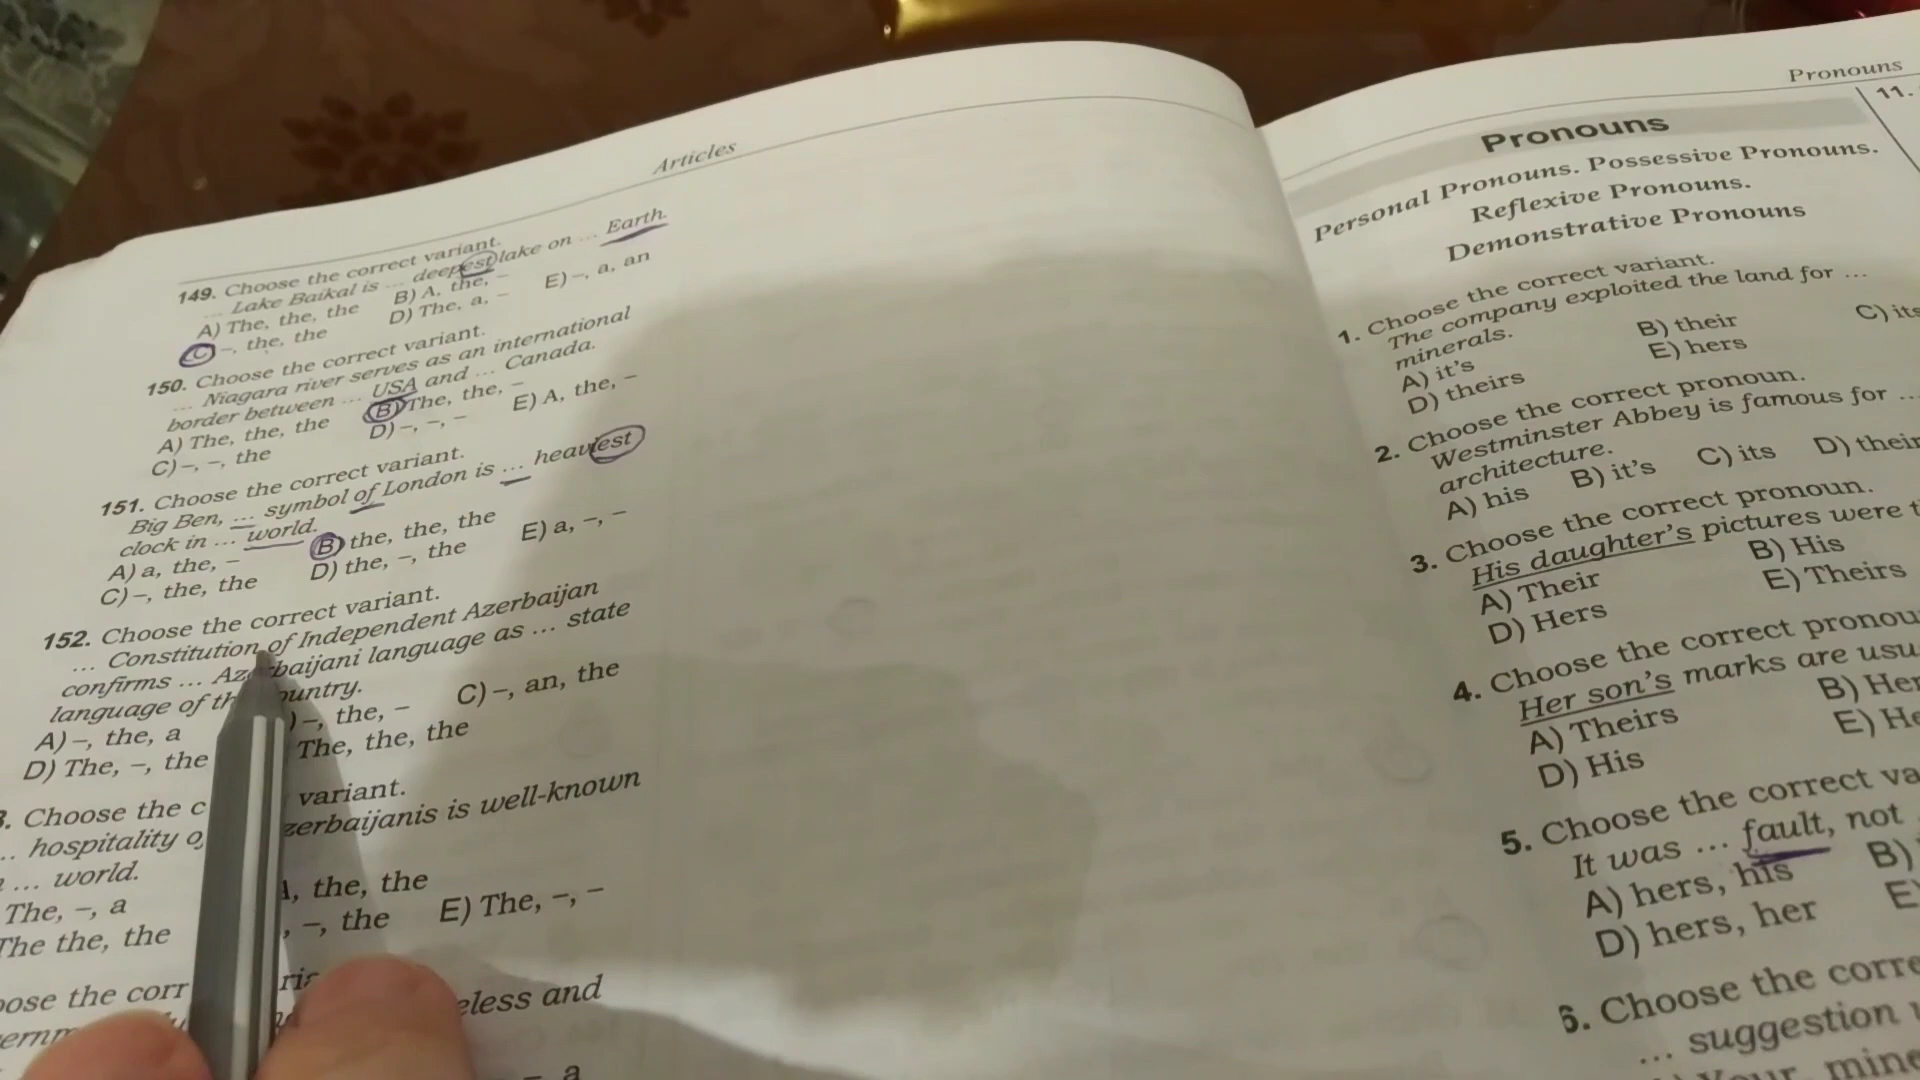 Articles
149. Choose the correct variant.
... Lake Baikal is ... deepest lake on ... Earth.
A) The, the, the B) A, the, – E) –, a, an
C) –, the, the D) The, a, –
150. Choose the correct variant.
... Niagara river serves as an international
border between ... USA and ... Canada.
A) The, the, the B) The, the, – E) A, the, –
C) –, –, the D) –, –, –
151. Choose the correct variant.
Big Ben, ... symbol of London is ... heaviest
clock in ... world.
A) a, the, – B) the, the, the E) a, –, –
C) –, the, the D) the, –, the
152. Choose the correct variant.
... Constitution of Independent Azerbaijan
confirms ... Azerbaijani language as ... state
language of the country.
A) –, the, a –, the, – C) –, an, the
D) The, –, the The, the, the
Choose the variant.
hospitality is well-known
... world.
The, –, a the, the
The the, the –, the E) The, –, –
the
and
– a
Pronouns
Pronouns
Personal Pronouns. Possessive Pronouns.
Reflexive Pronouns.
Demonstrative Pronouns
1. Choose the correct variant.
The company exploited the land for ...
minerals.
A) it's B) their C) its
D) theirs E) hers
2. Choose the correct pronoun.
Westminster Abbey is famous for ...
architecture.
A) his B) it's C) its D) their
3. Choose the correct pronoun.
His daughter's pictures were
A) Their B) His
D) Hers E) Theirs
4. Choose the correct
Her son's marks are
A) Theirs B)
D) His E)
5. Choose the correct
It was ... fault, not
A) hers, his B)
D) hers, her E)
6. Choose the
... suggestion
11.